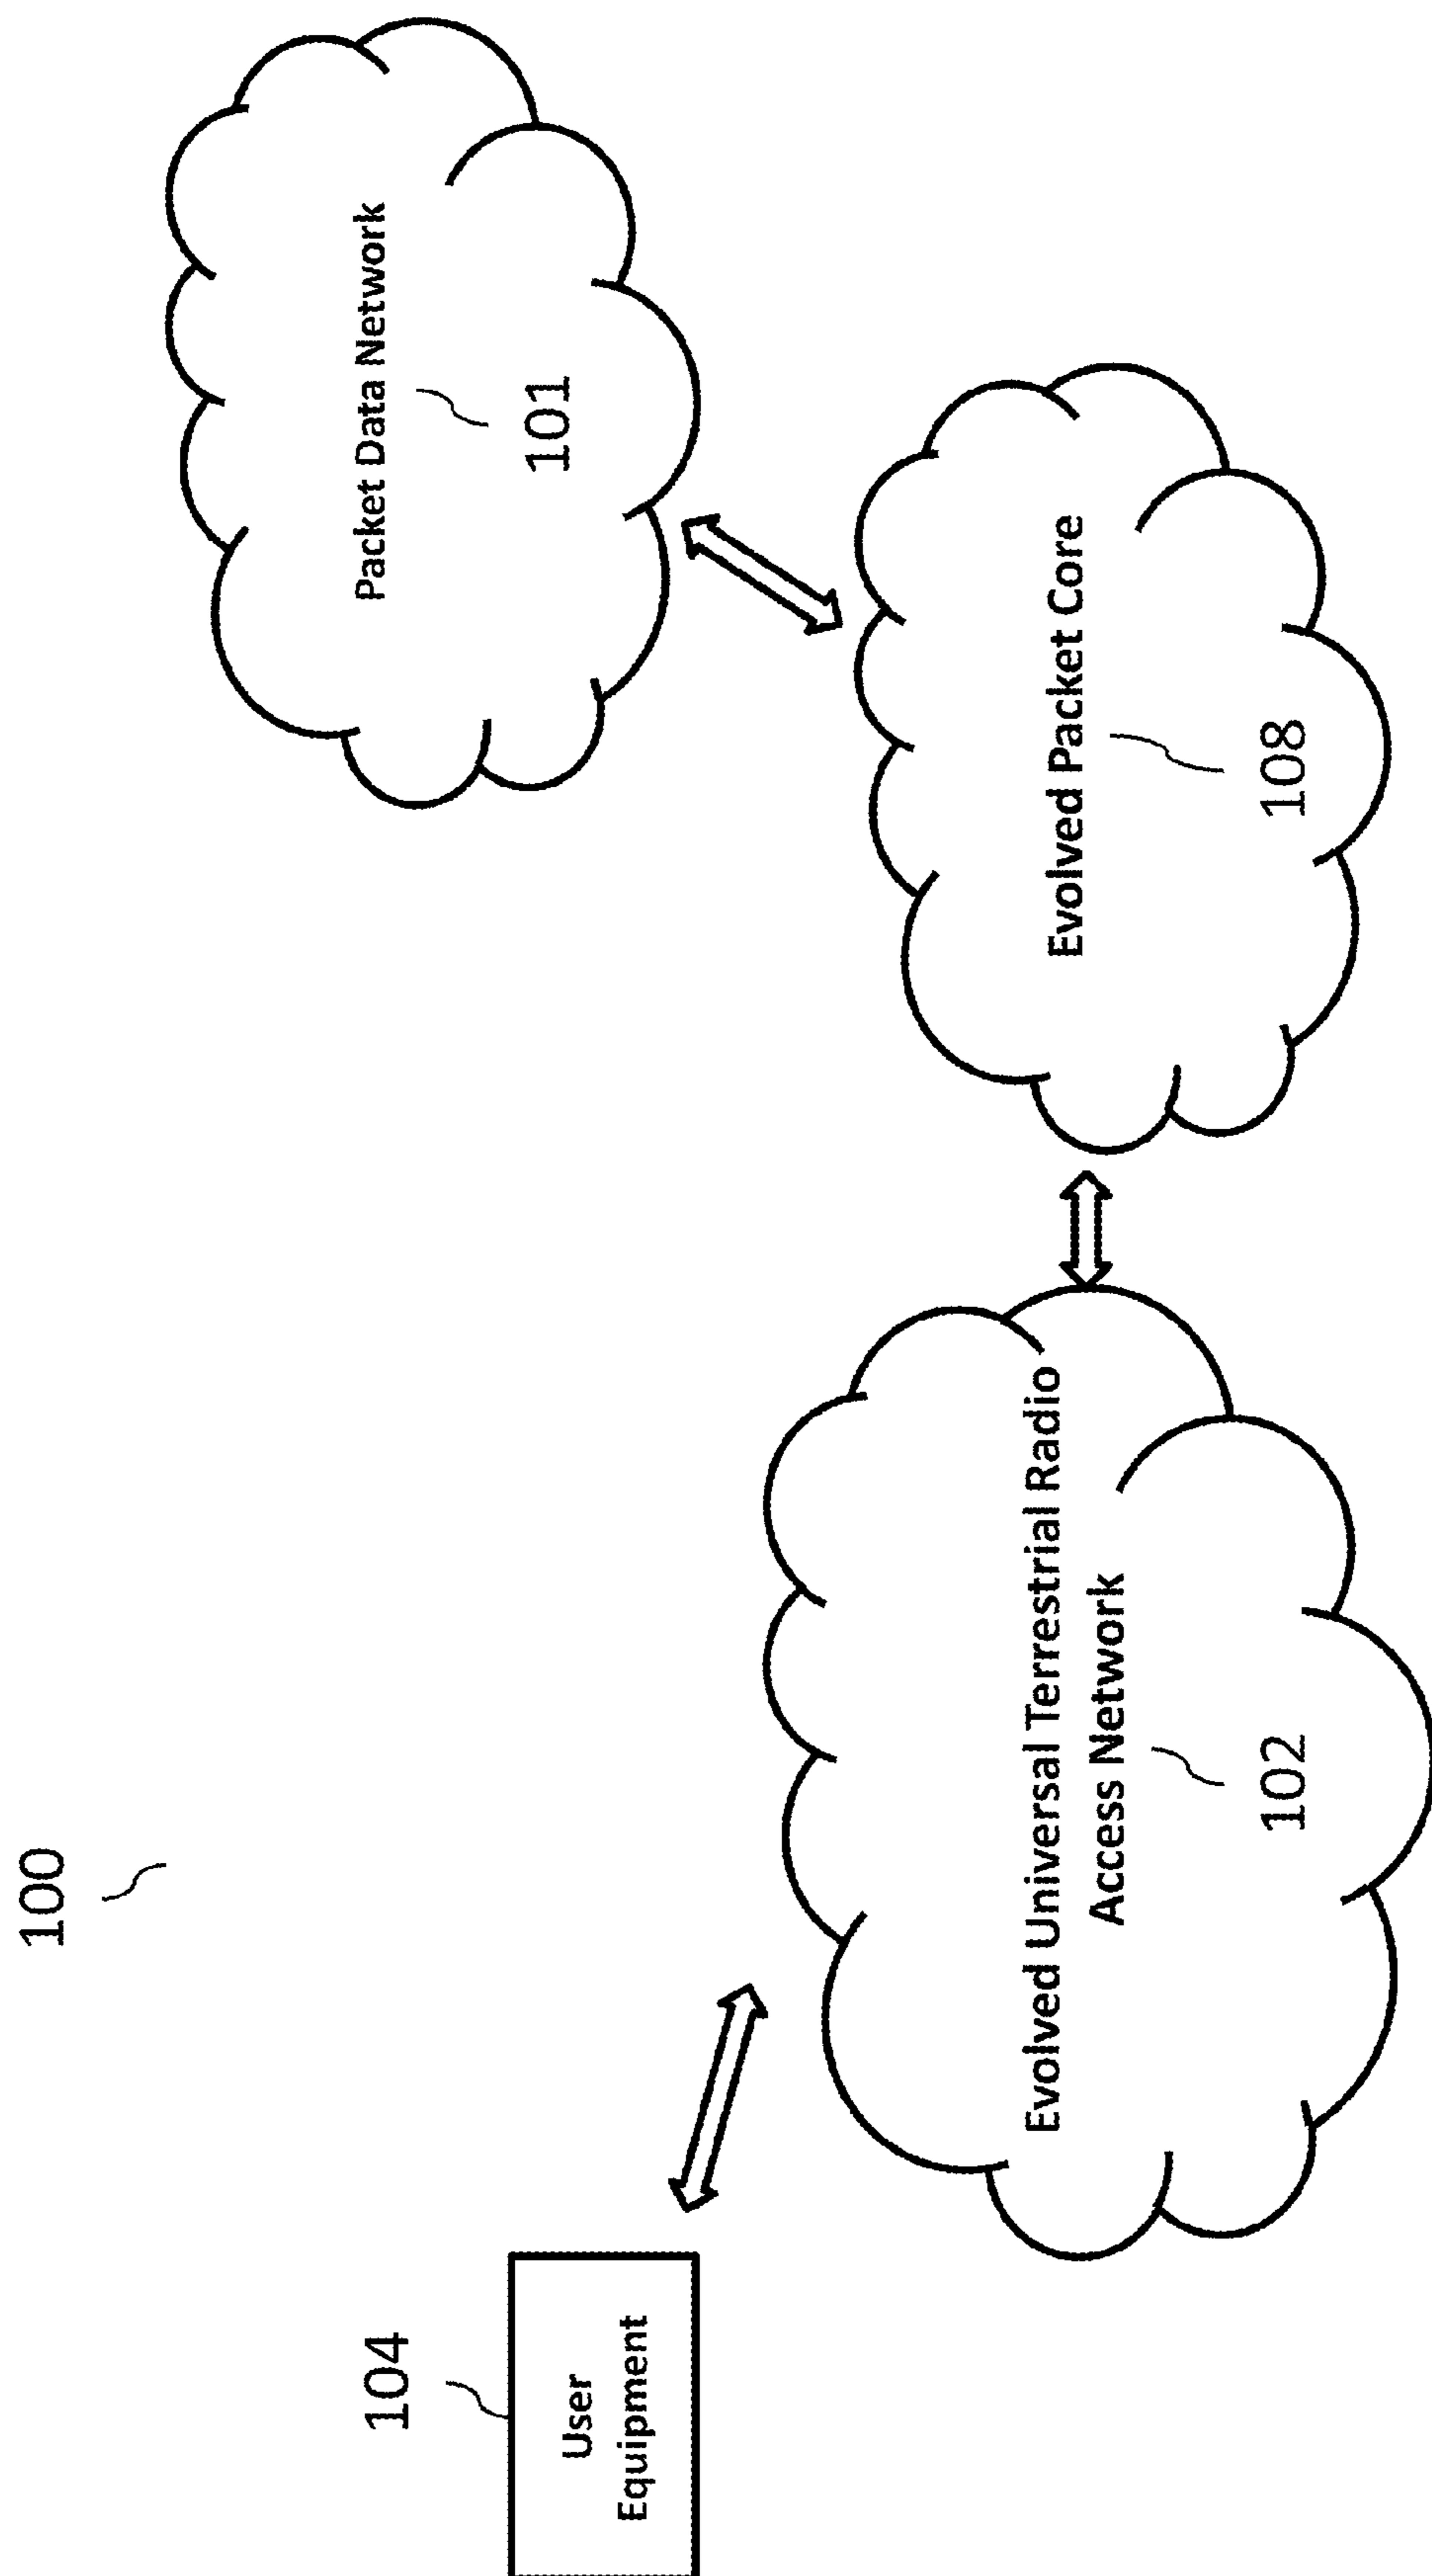 100
104
User
Equipment
Packet Data Network
101
Evolved Universal Terrestrial Radio
Access Network
102
Evolved Packet Core
108